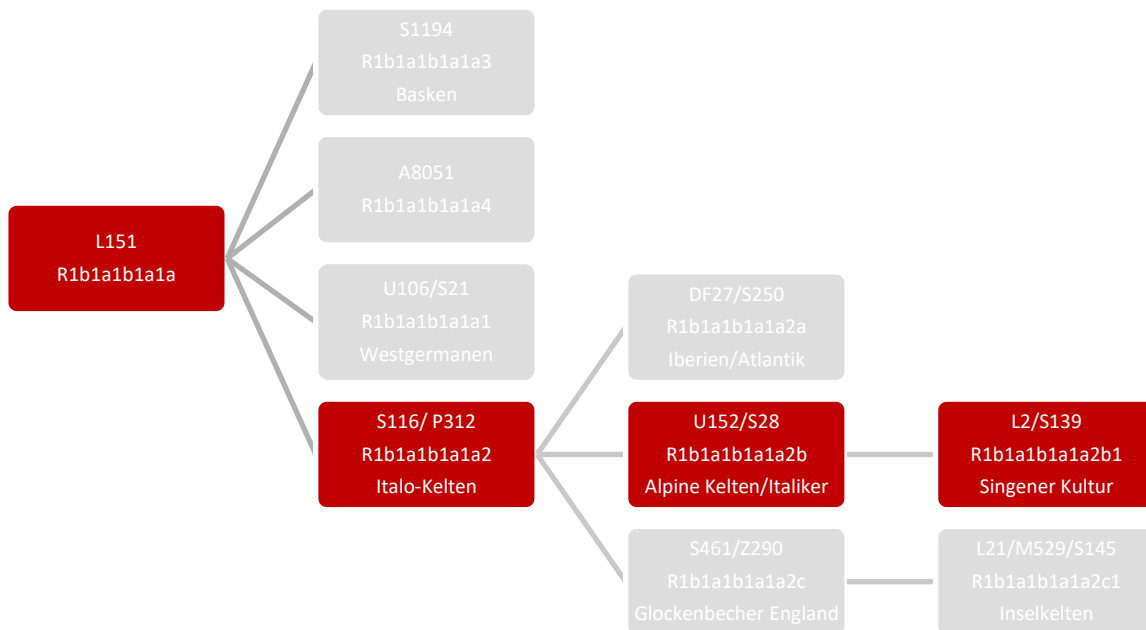 S1194
R1b1a1b1a1a3
Basken
A8051
R1b1a1b1a1a4
L151
R1b1a1b1a1a
U106/S21
R1b1a1b1a1a1
Westgermanen
S116/ P312
R1b1a1b1a1a2
Italo-Kelten
DF27/S250
R1b1a1b1a1a2a
Iberien/Atlantik
U152/S28
R1b1a1b1a1a2b
Alpine Kelten/Italiker
L2/S139
R1b1a1b1a1a2b1
Singener Kultur
S461/Z290
R1b1a1b1a1a2c
Glockenbecher England
L21/M529/S145
R1b1a1b1a1a2c1
Inselkelten